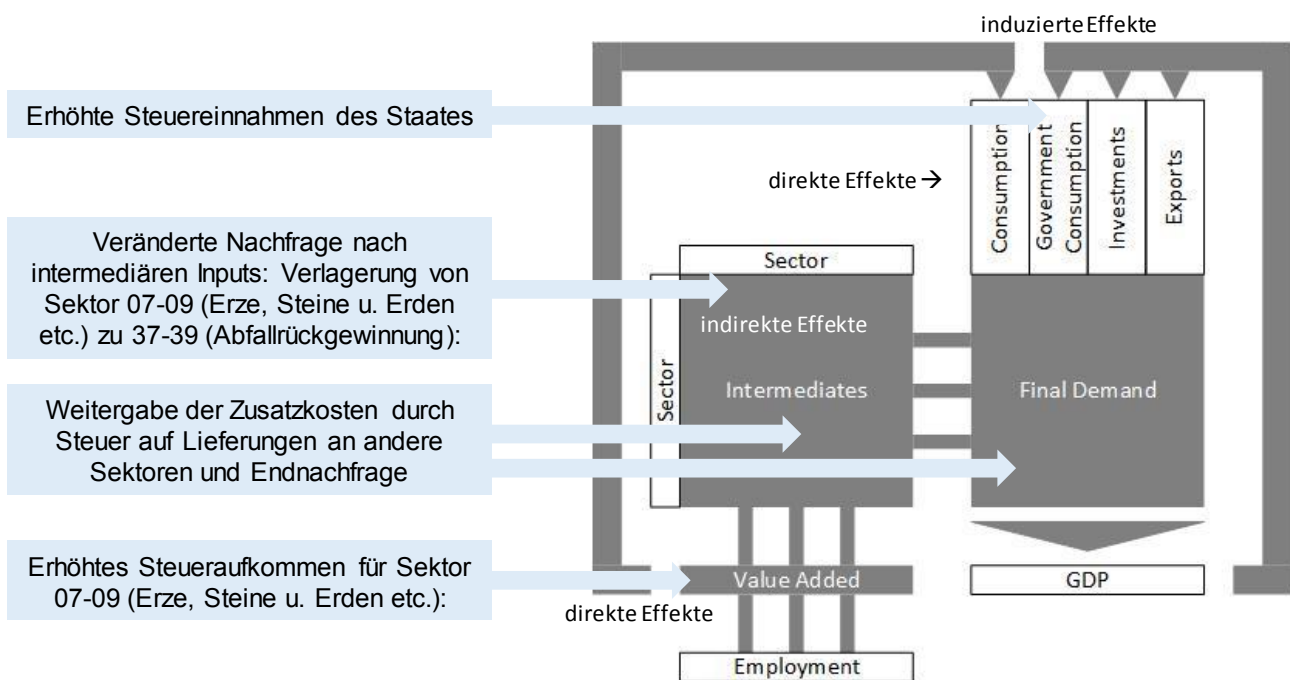 induzierte Effekte
Erhöhte Steuereinnahmen des Staates
direkte Effekte →
Consumption
Government
Consumption
Investments
Exports
Veränderte Nachfrage nach
intermediären Inputs: Verlagerung von
Sektor 07-09 (Erze, Steine u. Erden
etc.) zu 37-39 (Abfallrückgewinnung):
Sector
indirekte Effekte
Sector
Intermediates
Final Demand
Weitergabe der Zusatzkosten durch
Steuer auf Lieferungen an andere
Sektoren und Endnachfrage
Erhöhtes Steueraufkommen für Sektor
07-09 (Erze, Steine u. Erden etc.):
Value Added
GDP
direkte Effekte
Employment